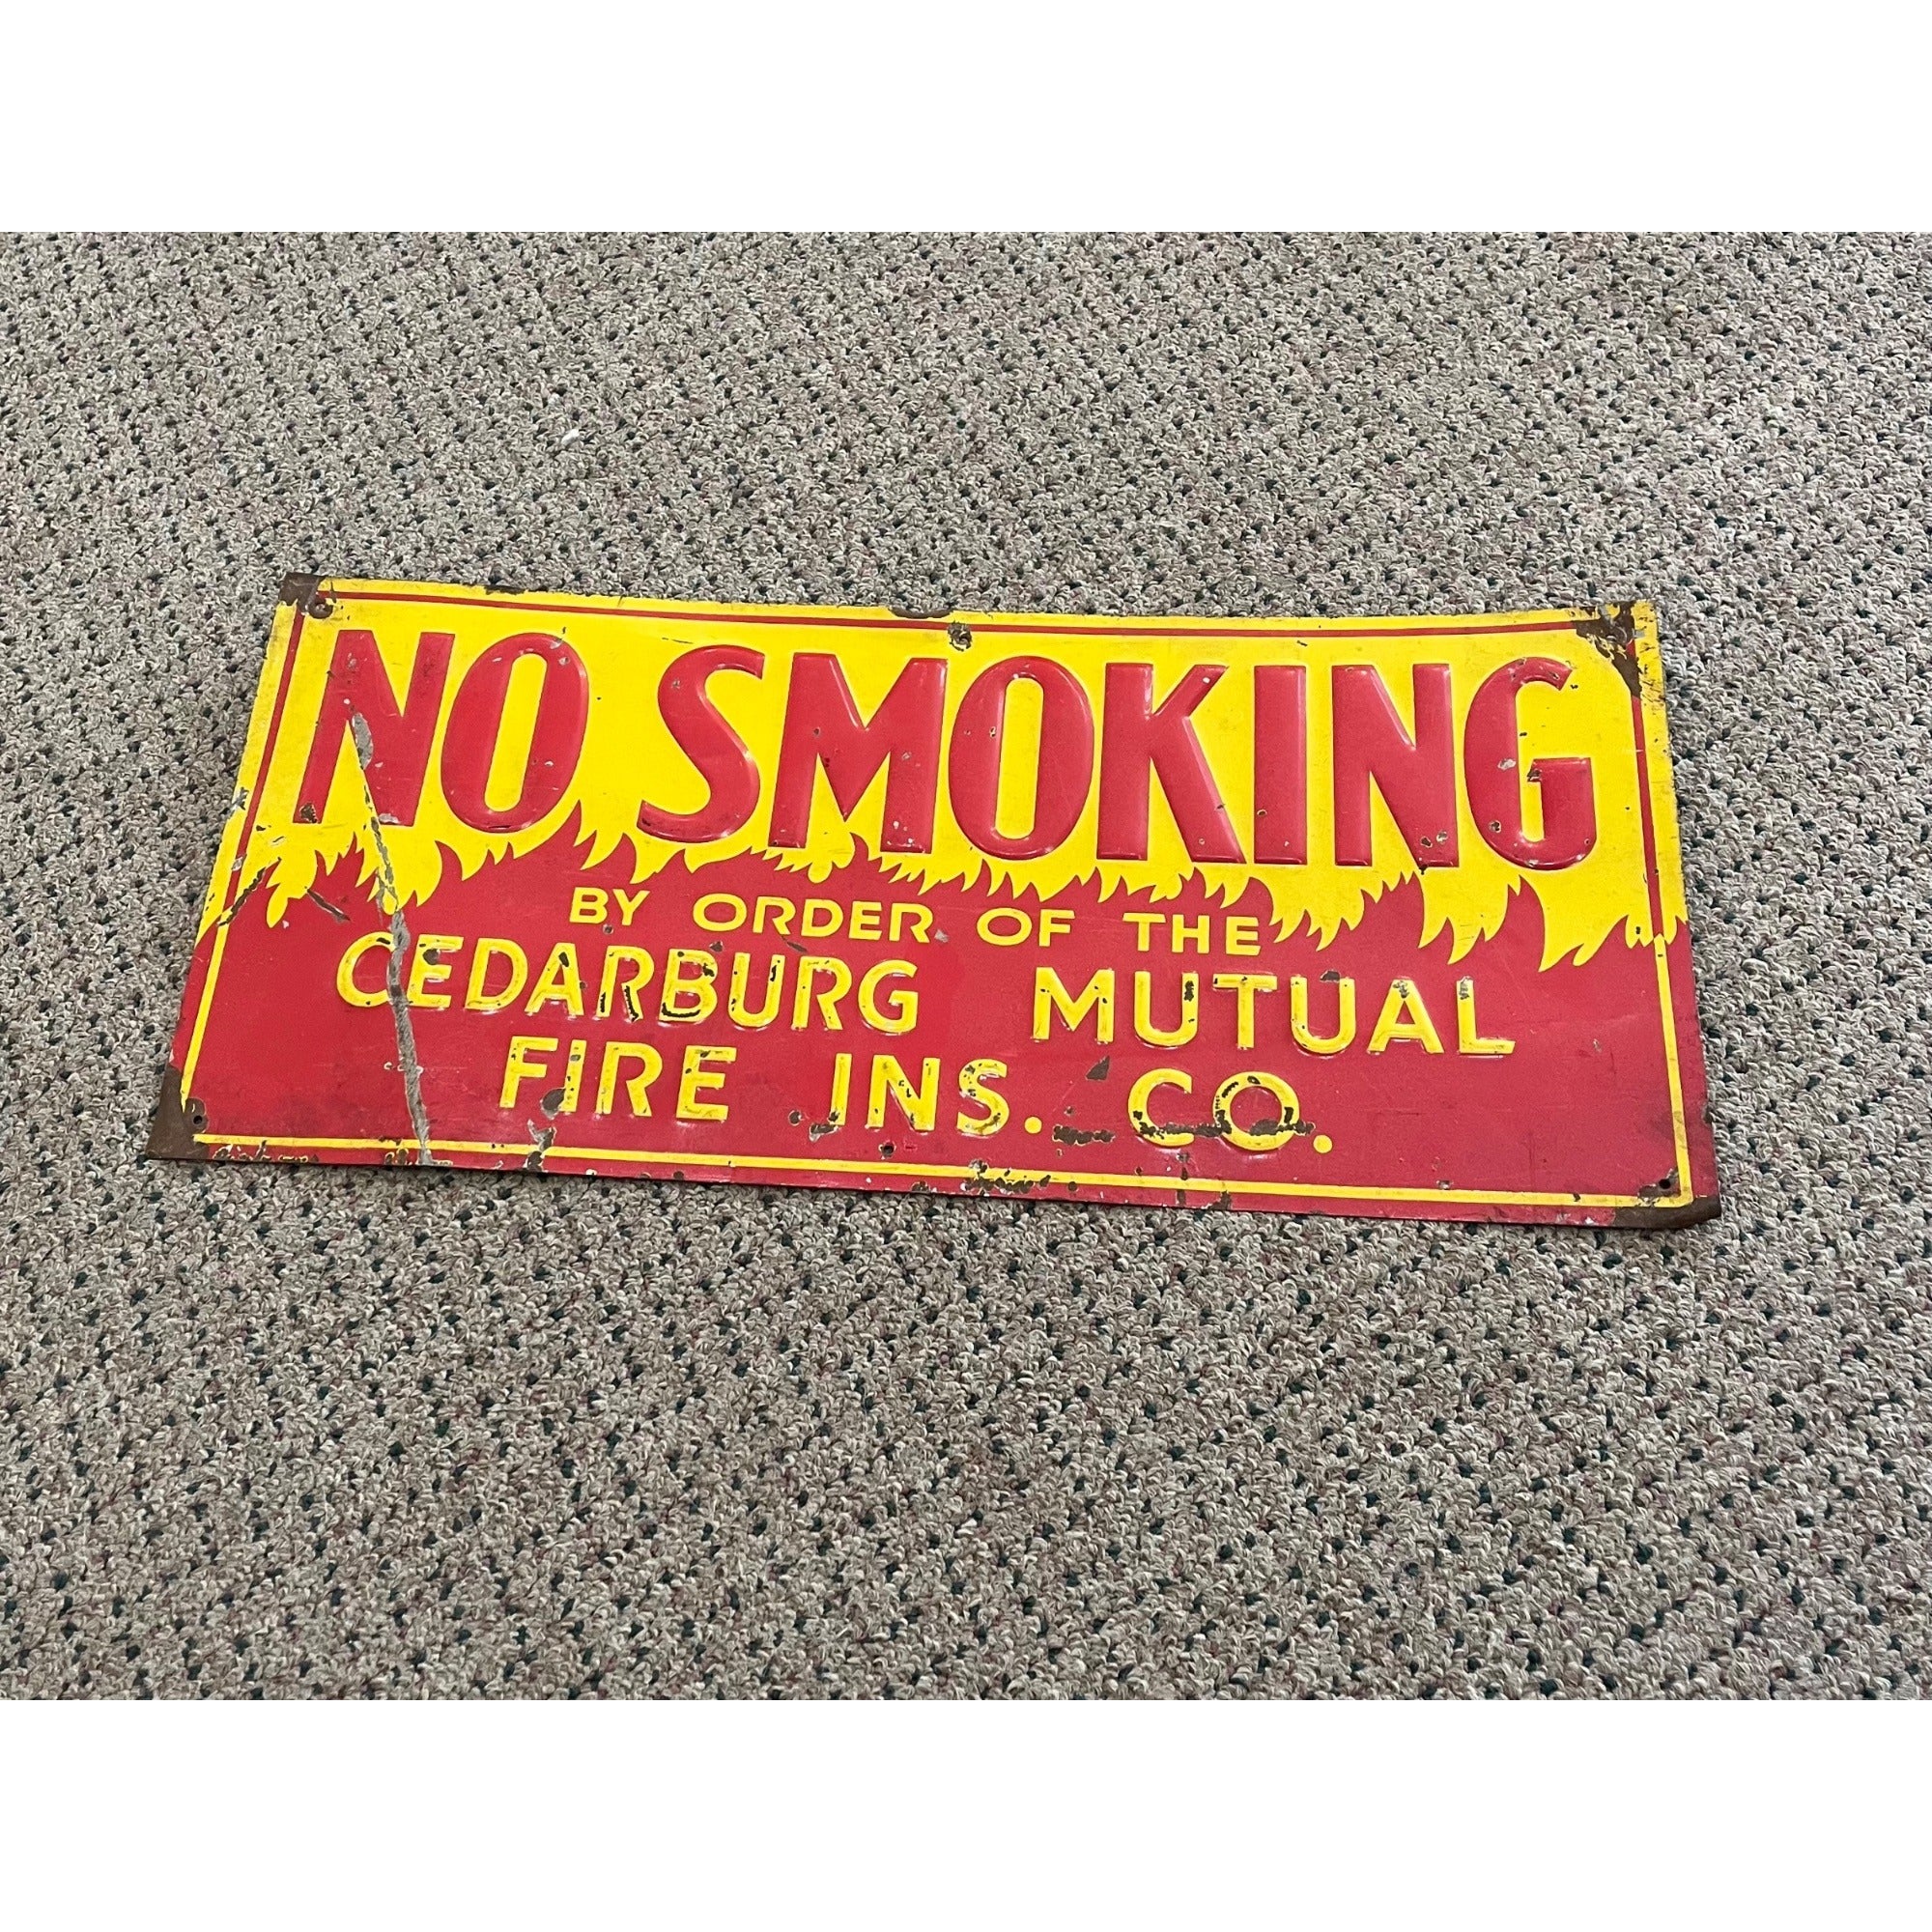 NO SMOKING
BY ORDER OF THE
CEDARBURG MUTUAL
FIRE INS. CO.